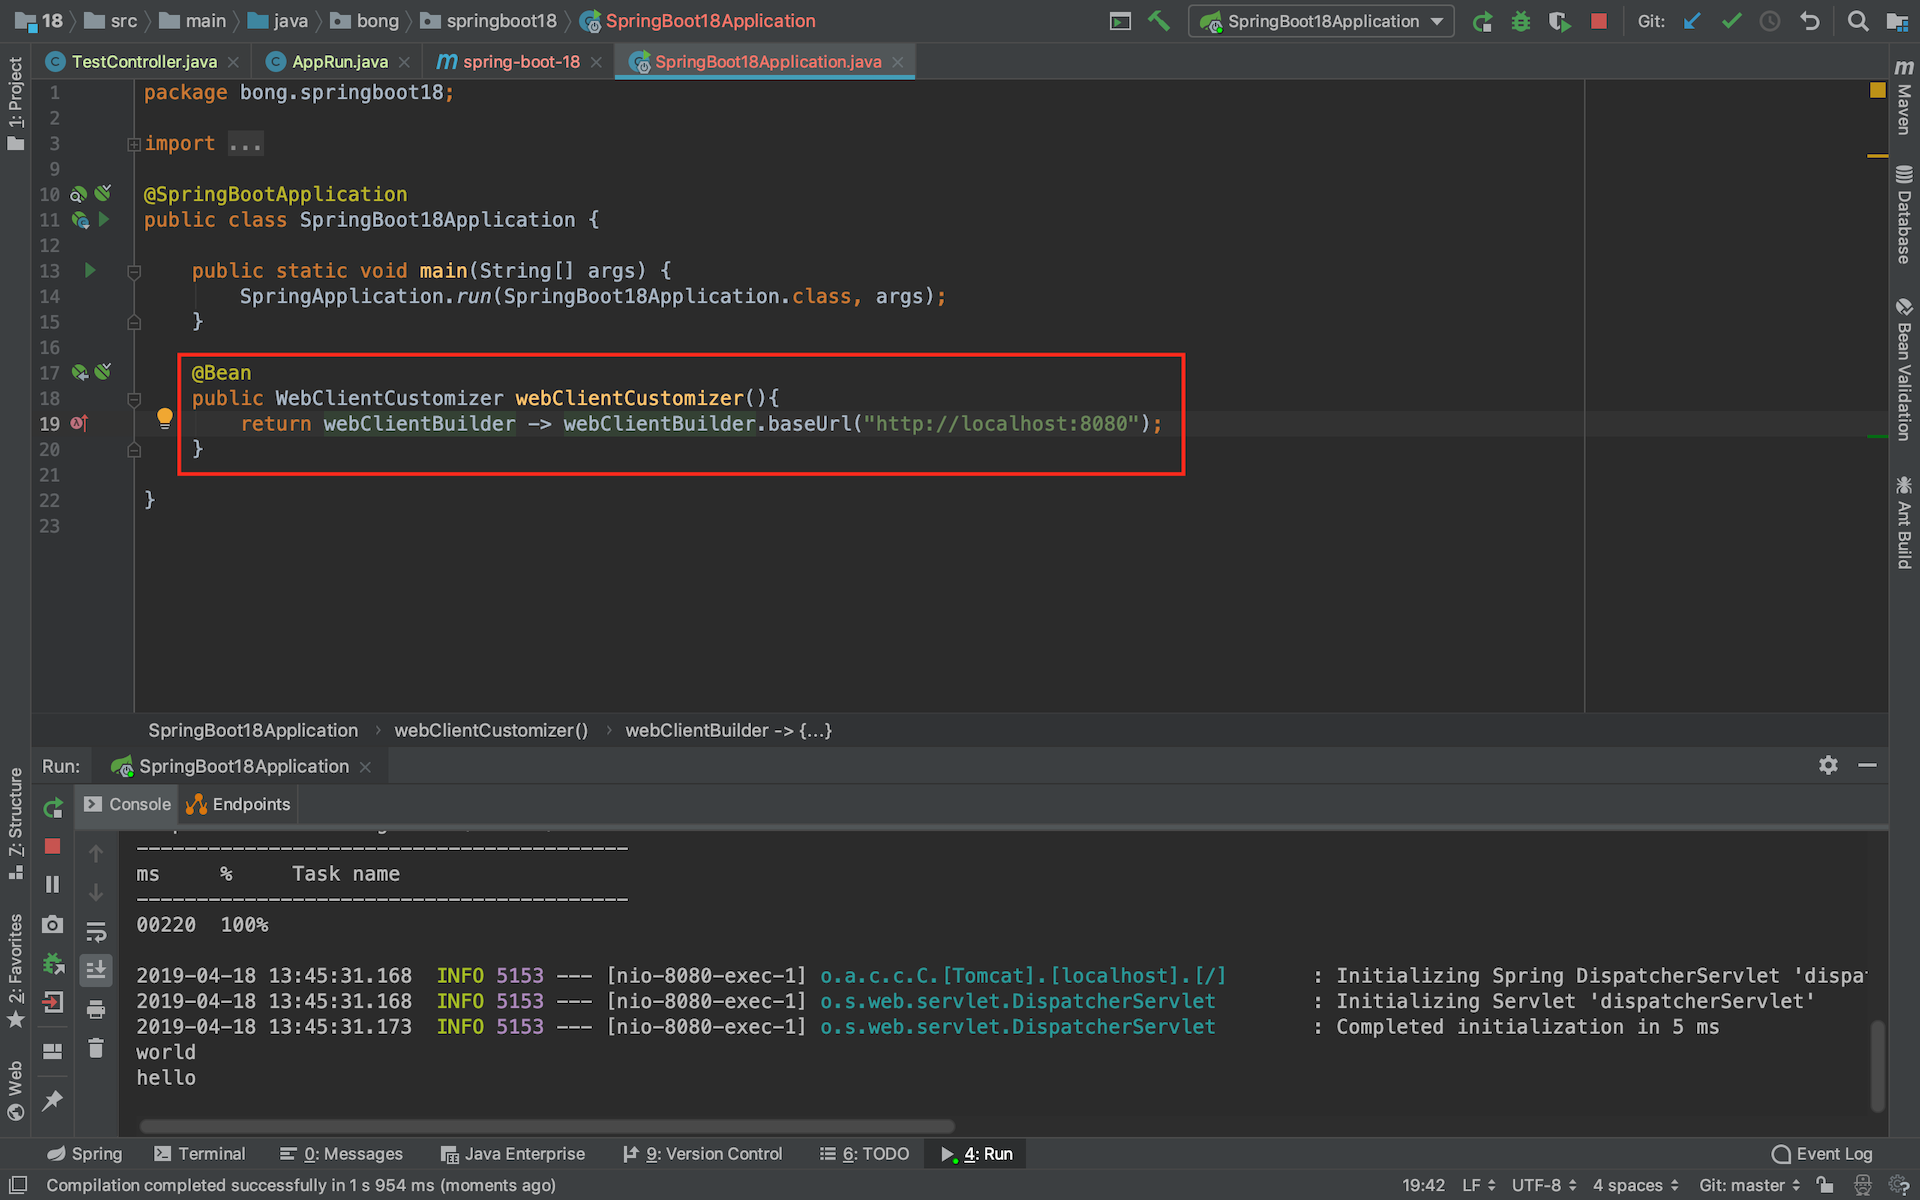 18 src main java bong springboot18 SpringBoot18Application SpringBoot18Application Git:
TestController.java AppRun.java m spring-boot-18 SpringBoot18Application.java
1: Project
Z: Structure
2: Favorites
Web
m Maven
Database
Bean Validation
Ant Build
1 package bong.springboot18;
2
3 import ...
9
10 @SpringBootApplication
11 public class SpringBoot18Application {
12
13 public static void main(String[] args) {
14 SpringApplication.run(SpringBoot18Application.class, args);
15 }
16
17 @Bean
18 public WebClientCustomizer webClientCustomizer(){
19 return webClientBuilder -> webClientBuilder.baseUrl("http://localhost:8080");
20 }
21
22 }
23
SpringBoot18Application webClientCustomizer() webClientBuilder -> {...}
Run: SpringBoot18Application
Console Endpoints
-----------------------------------------
ms % Task name
-----------------------------------------
00220 100%
2019-04-18 13:45:31.168 INFO 5153 --- [nio-8080-exec-1] o.a.c.c.C.[Tomcat].[localhost].[/] : Initializing Spring DispatcherServlet 'dispa
2019-04-18 13:45:31.168 INFO 5153 --- [nio-8080-exec-1] o.s.web.servlet.DispatcherServlet : Initializing Servlet 'dispatcherServlet'
2019-04-18 13:45:31.173 INFO 5153 --- [nio-8080-exec-1] o.s.web.servlet.DispatcherServlet : Completed initialization in 5 ms
world
hello
Spring Terminal 0: Messages Java Enterprise 9: Version Control 6: TODO 4: Run Event Log
Compilation completed successfully in 1 s 954 ms (moments ago) 19:42 LF UTF-8 4 spaces Git: master